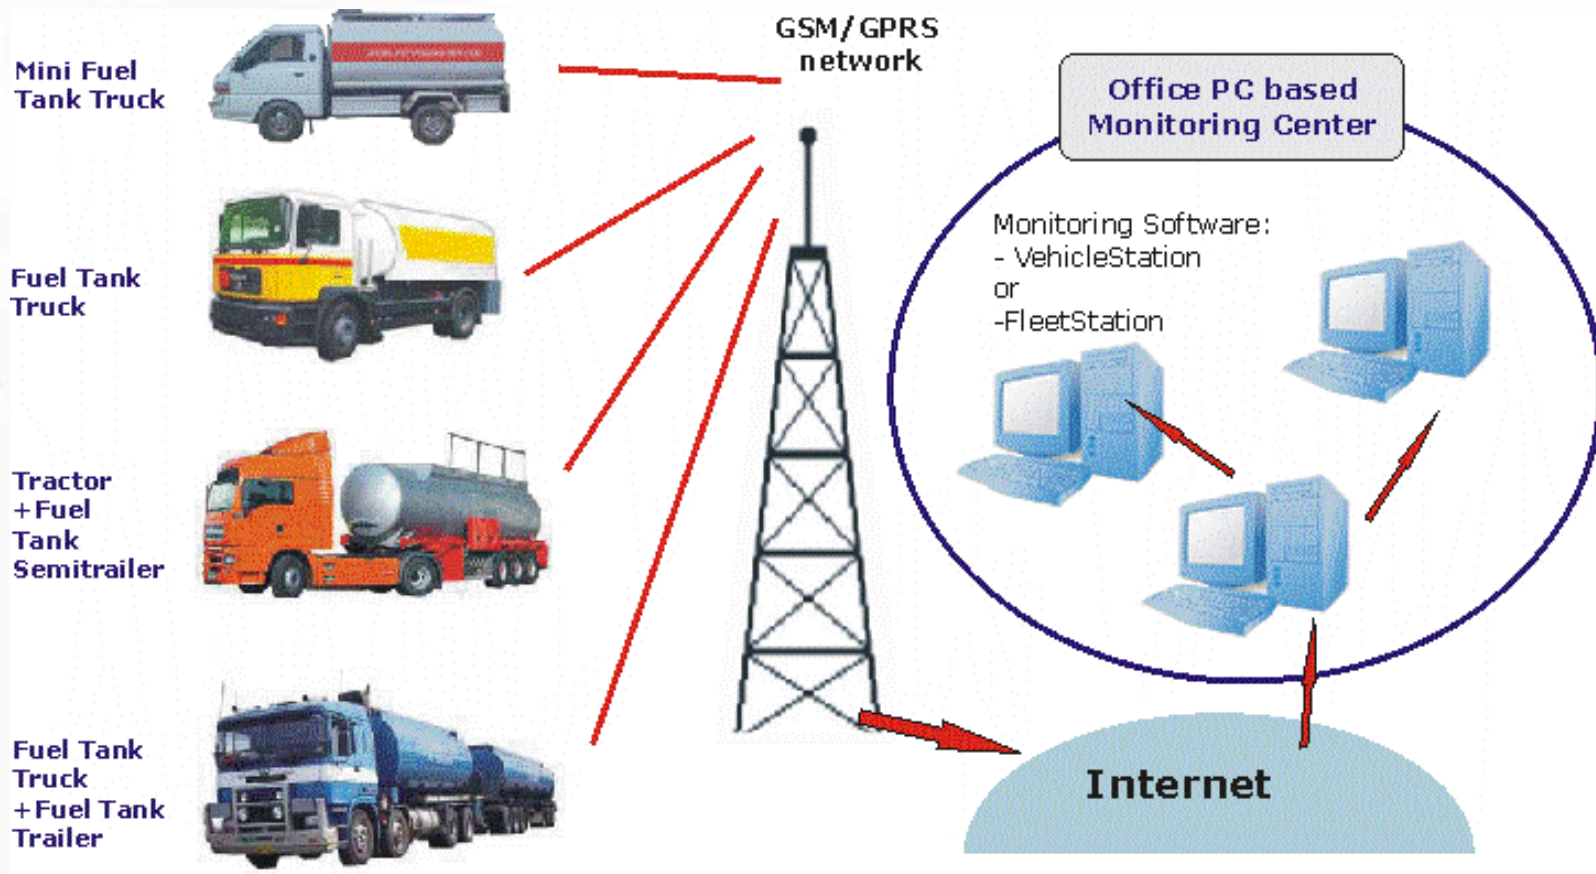 Mini Fuel
Tank Truck
Fuel Tank
Truck
Tractor
+Fuel
Tank
Semitrailer
Fuel Tank
Truck
+Fuel Tank
Trailer
GSM/GPRS
network
Office PC based
Monitoring Center
Monitoring Software:
- VehicleStation
or
-FleetStation
Internet